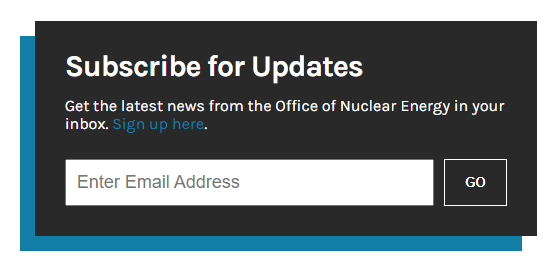 Subscribe for Updates
Get the latest news from the Office of Nuclear Energy in your
inbox. Sign up here.
Enter Email Address
GO